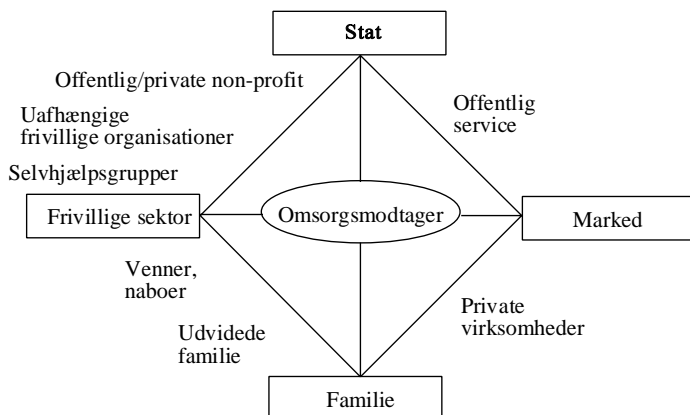 Stat
Offentlig/private non-profit
Offentlig
service
Uafhængige
frivillige organisationer
Selvhjælpsgrupper
Frivillige sektor
Omsorgsmodtager
Marked
Venner,
naboer
Private
virksomheder
Udvidede
familie
Familie